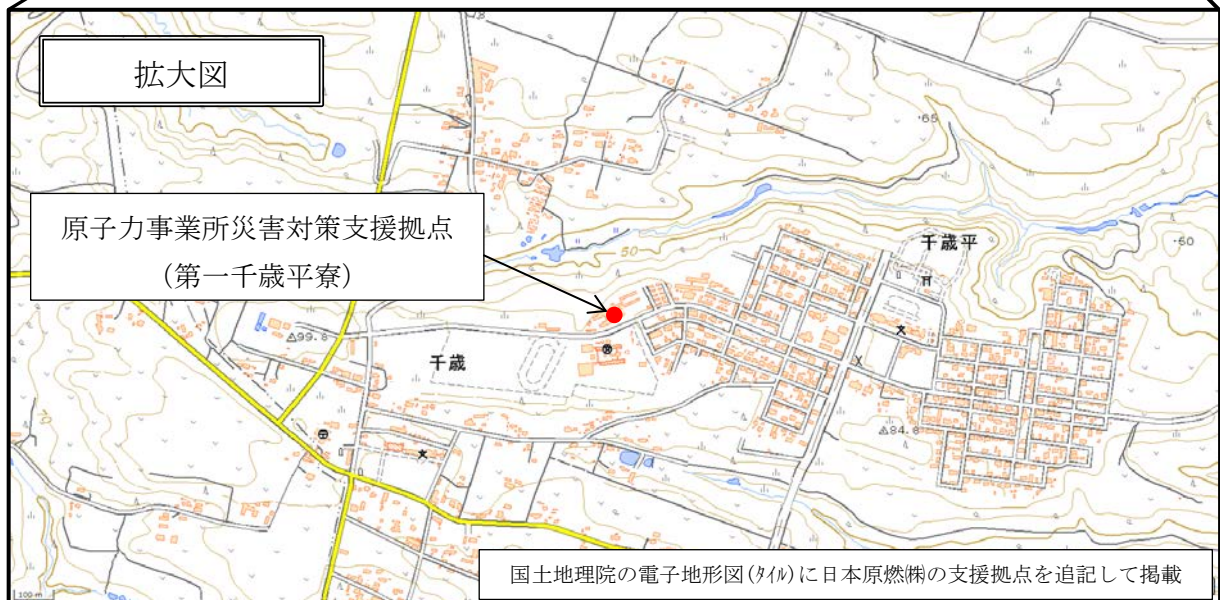 拡大図
原子力事業所災害対策支援拠点
(第一千歳平寮)
千歳平
千歳
·65
50
·60
△99.8
△84.8
70
国土地理院の電子地形図(ﾀｲﾙ)に日本原燃㈱の支援拠点を追記して掲載
100 m